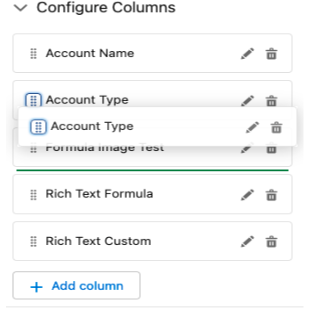 Configure Columns
Account Name
Account Type
Account Type
Formula Image Test
Rich Text Formula
Rich Text Custom
+ Add column